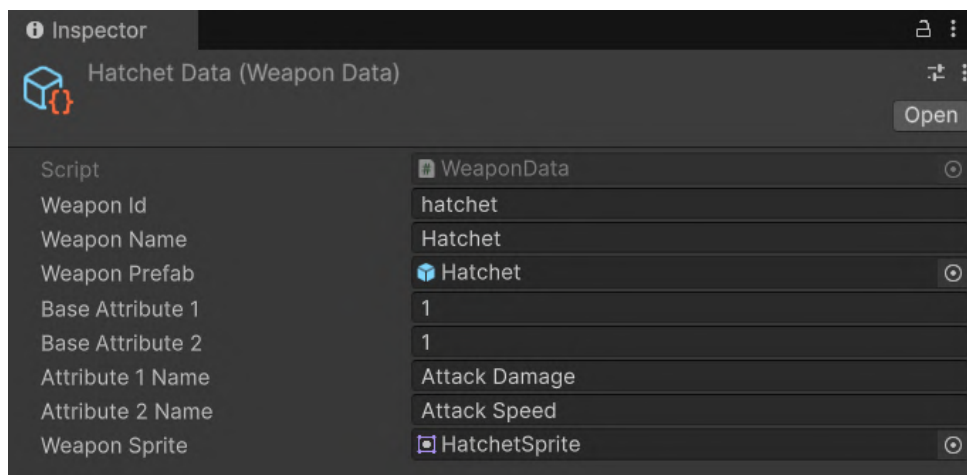 Inspector
Hatchet Data (Weapon Data)
Open
Script # WeaponData
Weapon Id hatchet
Weapon Name Hatchet
Weapon Prefab Hatchet
Base Attribute 1 1
Base Attribute 2 1
Attribute 1 Name Attack Damage
Attribute 2 Name Attack Speed
Weapon Sprite HatchetSprite